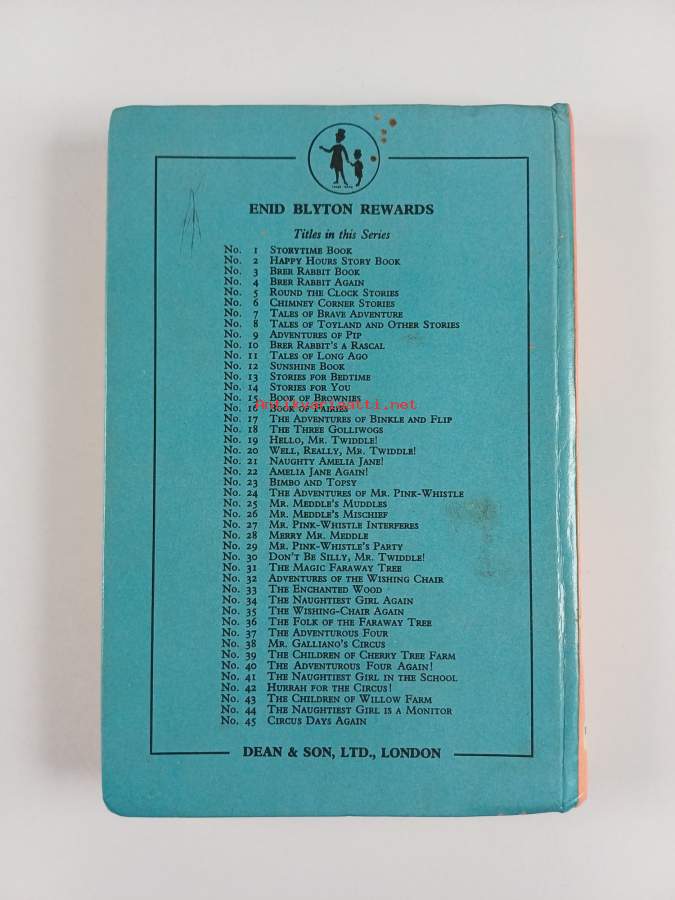 ENID BLYTON REWARDS
Titles in this Series
No. 1 STORYTIME BOOK
No. 2 HAPPY HOURS STORY BOOK
No. 3 BRER RABBIT BOOK
No. 4 BRER RABBIT AGAIN
No. 5 ROUND THE CLOCK STORIES
No. 6 CHIMNEY CORNER STORIES
No. 7 TALES OF BRAVE ADVENTURE
No. 8 TALES OF TOYLAND AND OTHER STORIES
No. 9 ADVENTURES OF PIP
No. 10 BRER RABBIT'S A RASCAL
No. 11 TALES OF LONG AGO
No. 12 SUNSHINE BOOK
No. 13 STORIES FOR BEDTIME
No. 14 STORIES FOR YOU
No. 15 BOOK OF BROWNIES
Antikvariaatti.net
No. 16 BOOK OF FAIRIES
No. 17 THE ADVENTURES OF BINKLE AND FLIP
No. 18 THE THREE GOLLIWOGS
No. 19 HELLO, MR. TWIDDLE!
No. 20 WELL, REALLY, MR. TWIDDLE!
No. 21 NAUGHTY AMELIA JANE!
No. 22 AMELIA JANE AGAIN!
No. 23 BIMBO AND TOPSY
No. 24 THE ADVENTURES OF MR. PINK-WHISTLE
No. 25 MR. MEDDLE'S MUDDLES
No. 26 MR. MEDDLE'S MISCHIEF
No. 27 MR. PINK-WHISTLE INTERFERES
No. 28 MERRY MR. MEDDLE
No. 29 MR. PINK-WHISTLE'S PARTY
No. 30 DON'T BE SILLY, MR. TWIDDLE!
No. 31 THE MAGIC FARAWAY TREE
No. 32 ADVENTURES OF THE WISHING CHAIR
No. 33 THE ENCHANTED WOOD
No. 34 THE NAUGHTIEST GIRL AGAIN
No. 35 THE WISHING-CHAIR AGAIN
No. 36 THE FOLK OF THE FARAWAY TREE
No. 37 THE ADVENTUROUS FOUR
No. 38 MR. GALLIANO'S CIRCUS
No. 39 THE CHILDREN OF CHERRY TREE FARM
No. 40 THE ADVENTUROUS FOUR AGAIN!
No. 41 THE NAUGHTIEST GIRL IN THE SCHOOL
No. 42 HURRAH FOR THE CIRCUS!
No. 43 THE CHILDREN OF WILLOW FARM
No. 44 THE NAUGHTIEST GIRL IS A MONITOR
No. 45 CIRCUS DAYS AGAIN
DEAN & SON, LTD., LONDON